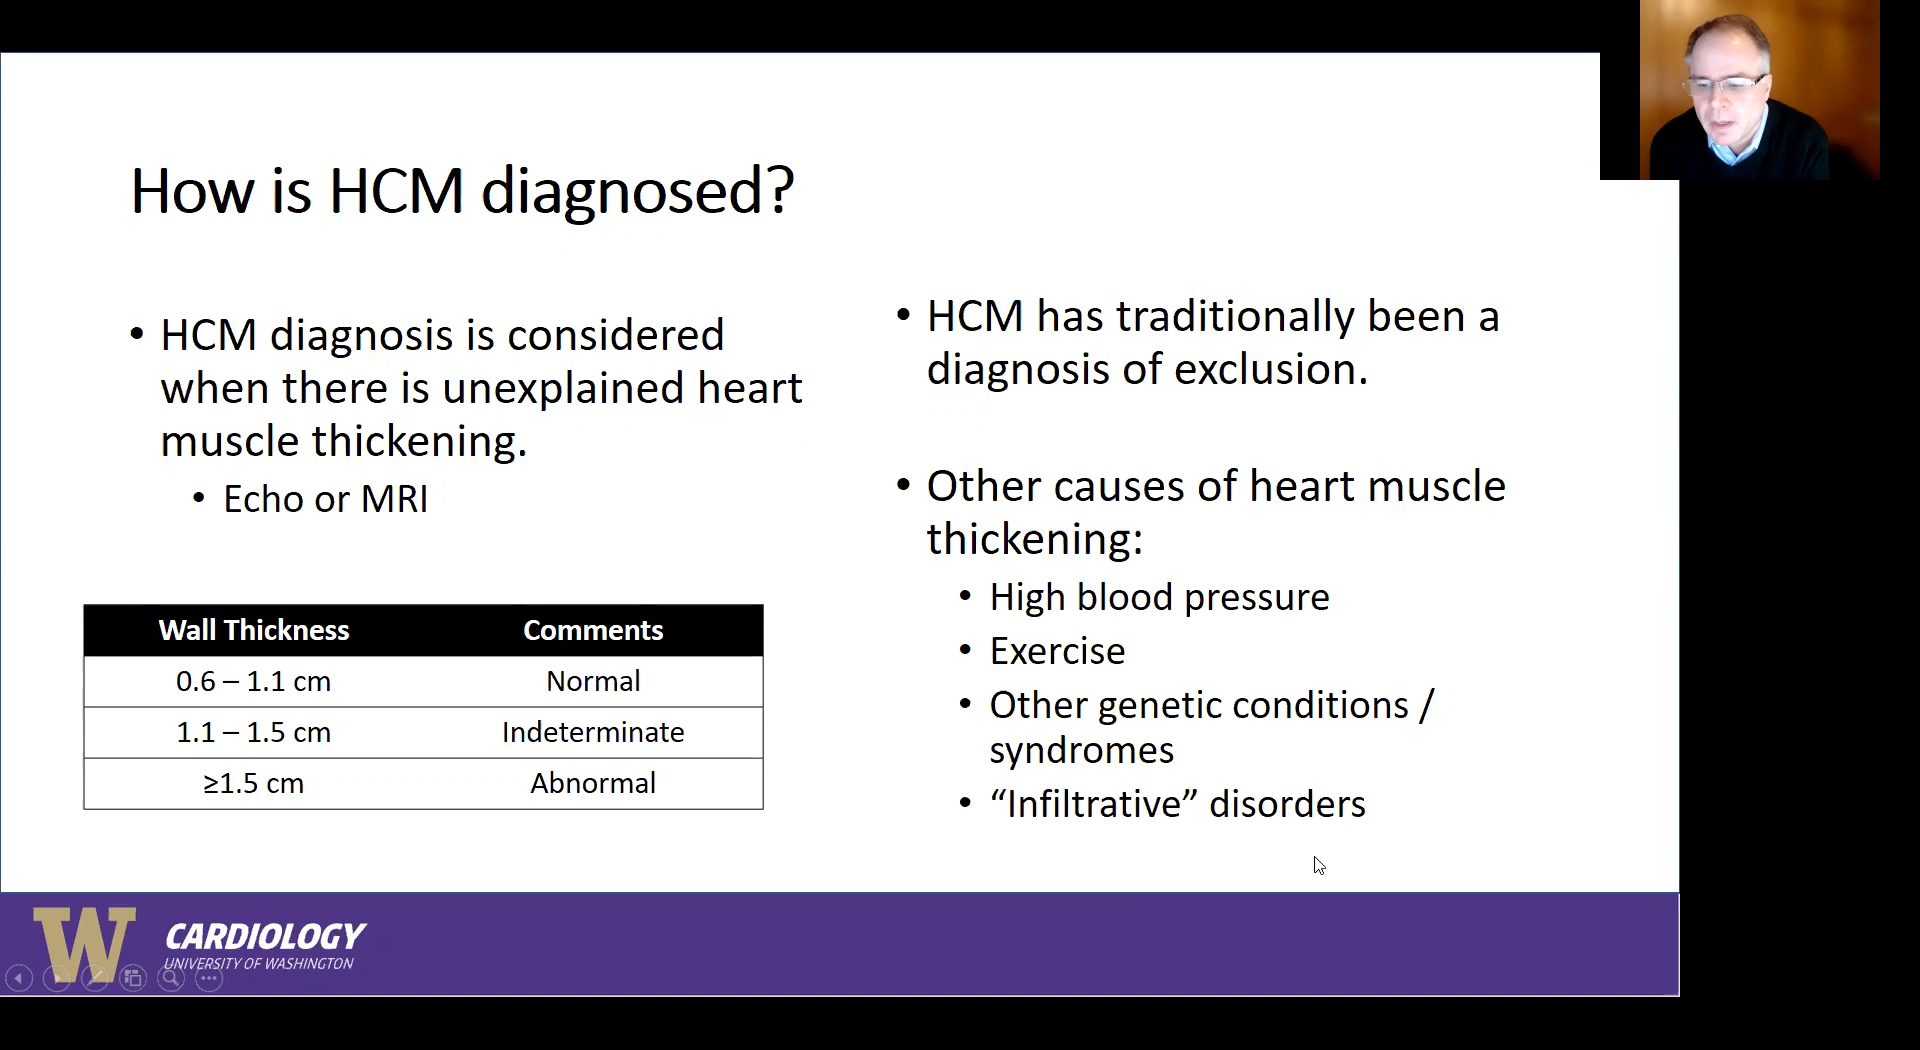 How is HCM diagnosed?
• HCM diagnosis is considered
when there is unexplained heart
muscle thickening.
• Echo or MRI
Wall Thickness Comments
0.6 – 1.1 cm Normal
1.1 – 1.5 cm Indeterminate
≥1.5 cm Abnormal
• HCM has traditionally been a
diagnosis of exclusion.
• Other causes of heart muscle
thickening:
• High blood pressure
• Exercise
• Other genetic conditions /
syndromes
• “Infiltrative” disorders
W
CARDIOLOGY
UNIVERSITY OF WASHINGTON